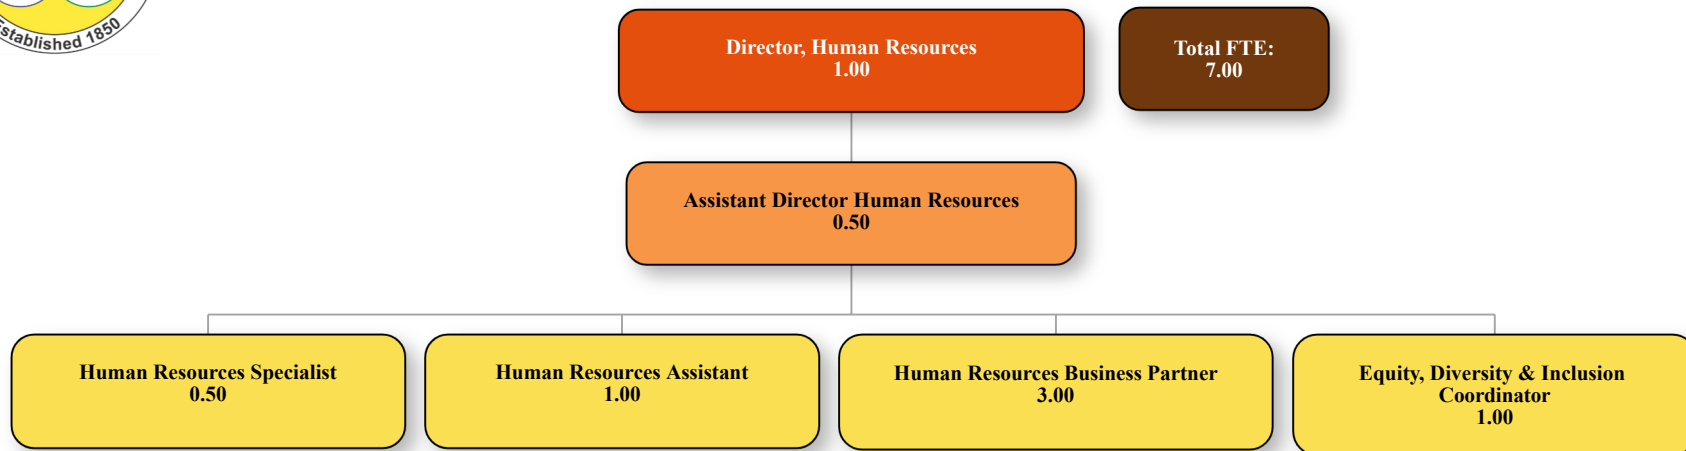 Established 1850
Director, Human Resources
1.00
Total FTE:
7.00
Assistant Director Human Resources
0.50
Human Resources Specialist
0.50
Human Resources Assistant
1.00
Human Resources Business Partner
3.00
Equity, Diversity & Inclusion
Coordinator
1.00